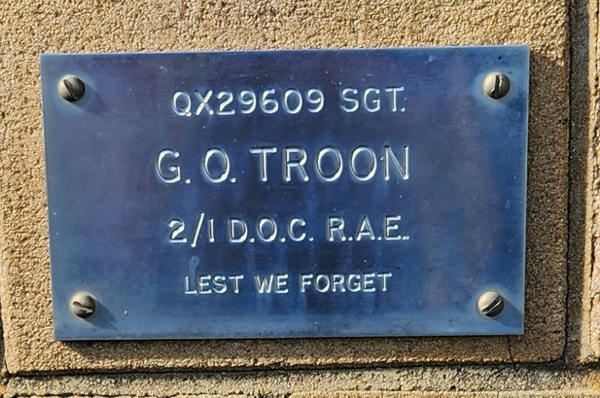 QX29609 SGT.
G. O. TROON
2/1 D.O.C. R.A.E.
LEST WE FORGET